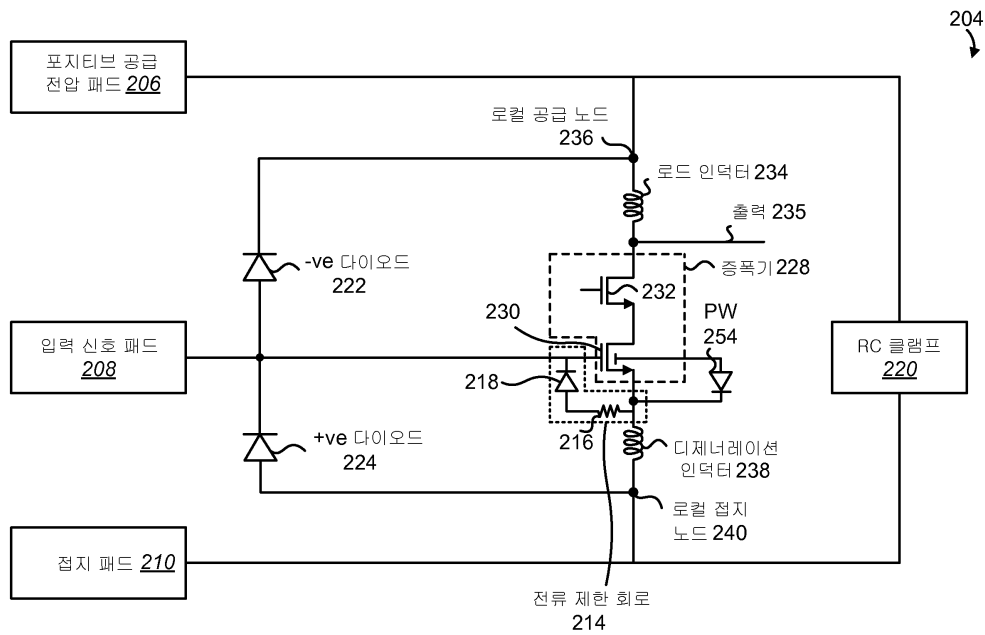 204
포지티브 공급
전압 패드 206
로컬 공급 노드
236
로드 인덕터 234
출력 235
-ve 다이오드
222
증폭기 228
232
230
PW
254
입력 신호 패드
208
RC 클램프
220
218
216
+ve 다이오드
224
디제너레이션
인덕터 238
로컬 접지
노드 240
접지 패드 210
전류 제한 회로
214